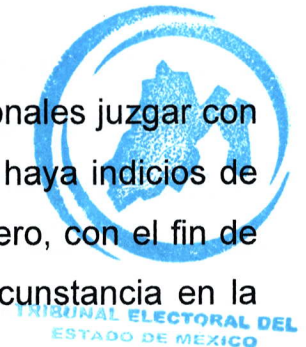 onales juzgar con
haya indicios de
ero, con el fin de
cunstancia en la
TRIBUNAL ELECTORAL DEL
ESTADO DE MEXICO